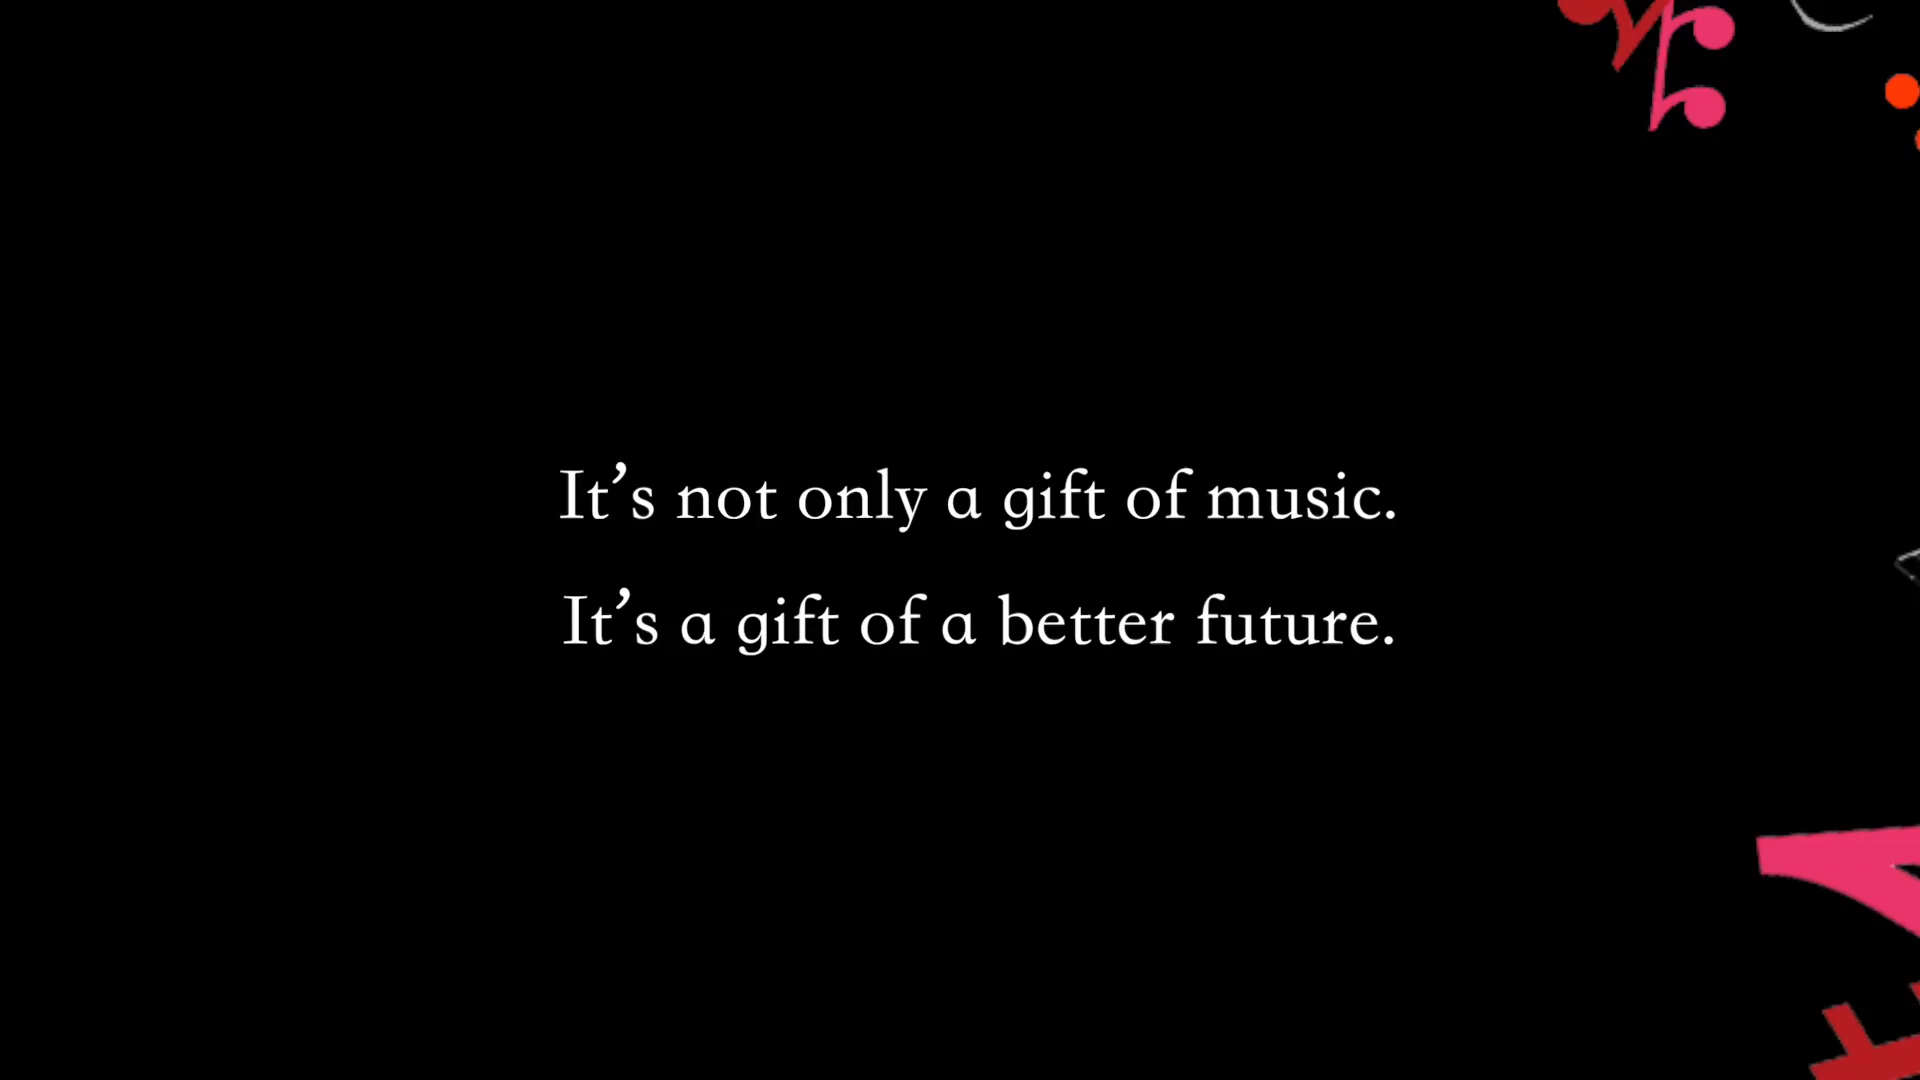 It’s not only a gift of music.
It’s a gift of a better future.